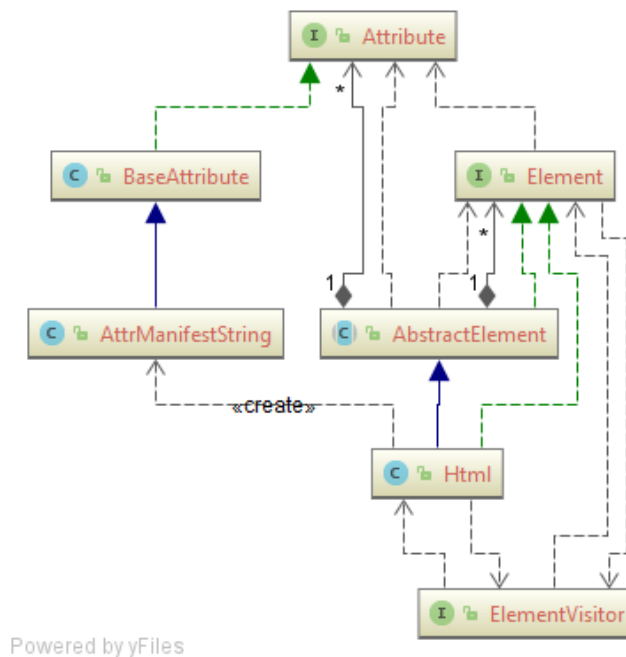 I Attribute
*
C BaseAttribute
I Element
*
1
1
C AttrManifestString
C AbstractElement
«create»
C Html
I ElementVisitor
Powered by yFiles